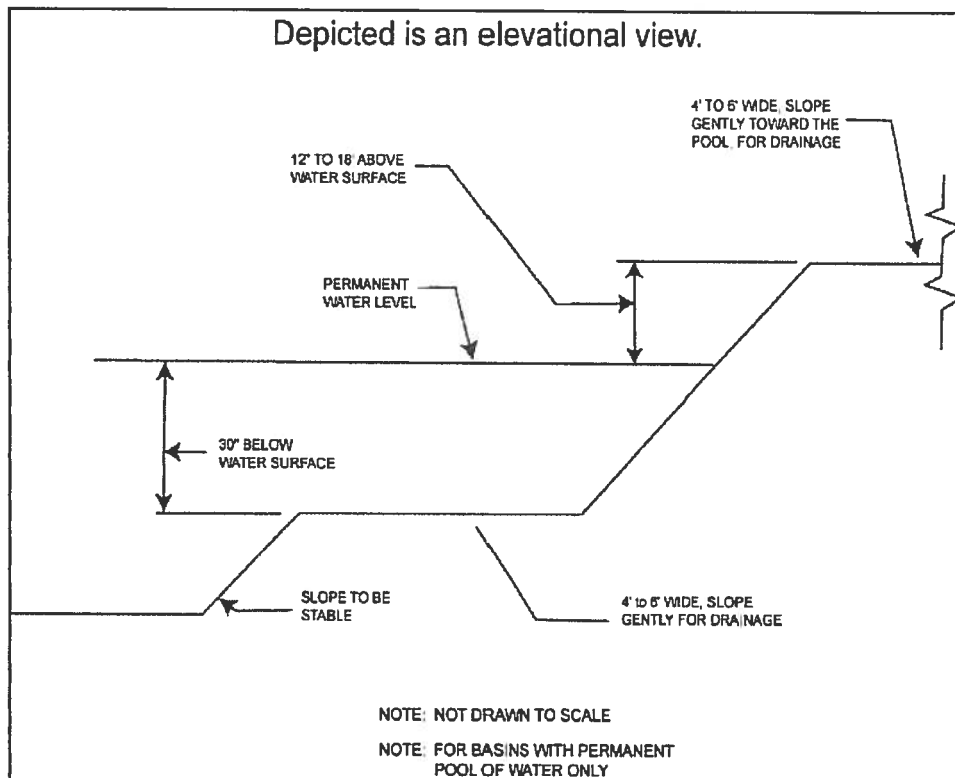 Depicted is an elevational view.
4' TO 6' WIDE, SLOPE
GENTLY TOWARD THE
POOL, FOR DRAINAGE
12" TO 18" ABOVE
WATER SURFACE
PERMANENT
WATER LEVEL
30" BELOW
WATER SURFACE
SLOPE TO BE
STABLE
4' to 6' WIDE, SLOPE
GENTLY FOR DRAINAGE
NOTE: NOT DRAWN TO SCALE
NOTE: FOR BASINS WITH PERMANENT
POOL OF WATER ONLY